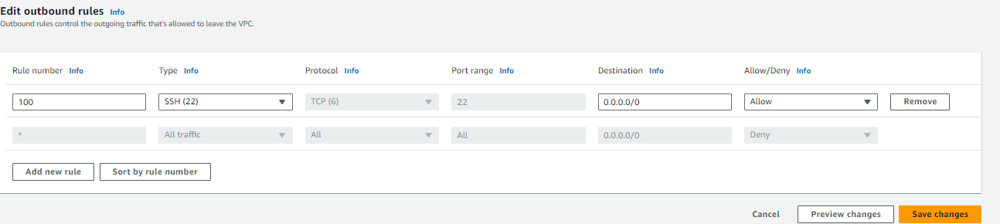 Edit outbound rules Info
Outbound rules control the outgoing traffic that's allowed to leave the VPC.
Rule number Info Type Info Protocol Info Port range Info Destination Info Allow/Deny Info
100 SSH (22) TCP (6) 22 0.0.0.0/0 Allow Remove
* All traffic All All 0.0.0.0/0 Deny
Add new rule Sort by rule number
Cancel Preview changes Save changes